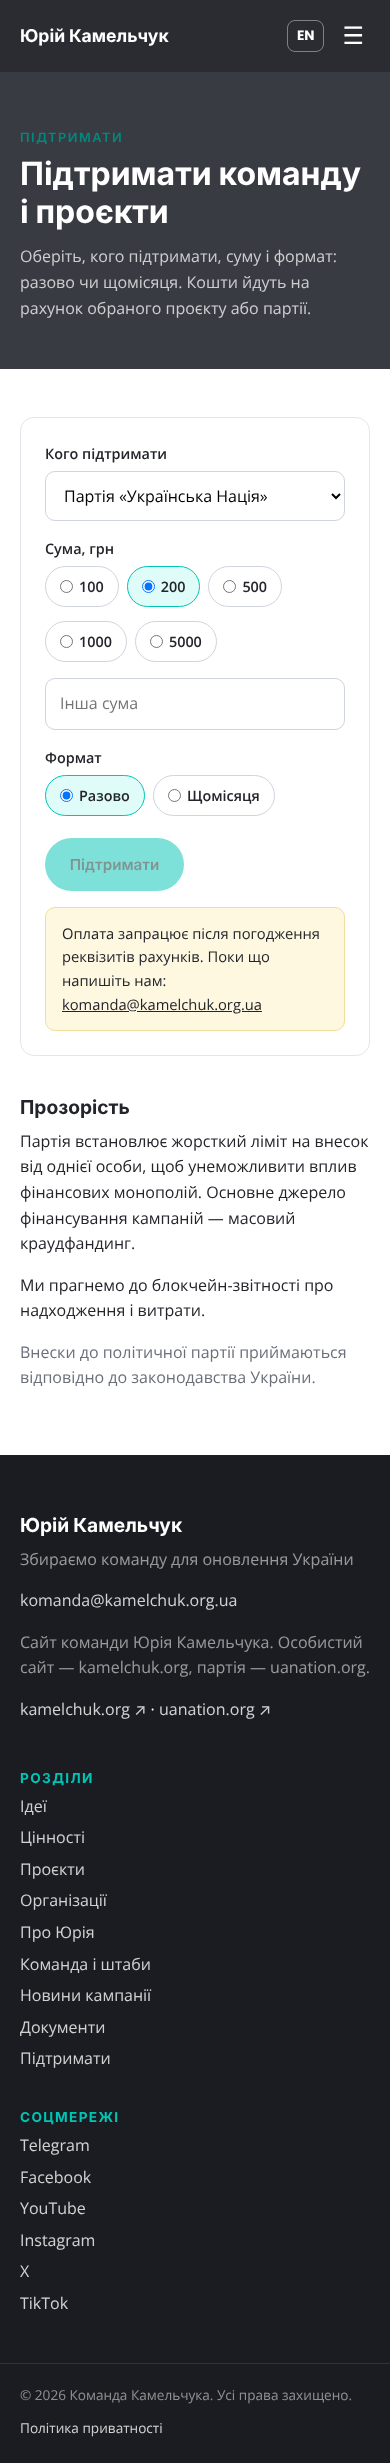 Юрій Камельчук
EN
ПІДТРИМАТИ
Підтримати команду
і проєкти
Оберіть, кого підтримати, суму і формат:
разово чи щомісяця. Кошти йдуть на
рахунок обраного проєкту або партії.
Кого підтримати
Партія «Українська Нація»
Сума, грн
100 200 500
1000 5000
Інша сума
Формат
Разово Щомісяця
Підтримати
Оплата запрацює після погодження
реквізитів рахунків. Поки що
напишіть нам:
komanda@kamelchuk.org.ua
Прозорість
Партія встановлює жорсткий ліміт на внесок
від однієї особи, щоб унеможливити вплив
фінансових монополій. Основне джерело
фінансування кампаній — масовий
краудфандинг.
Ми прагнемо до блокчейн-звітності про
надходження і витрати.
Внески до політичної партії приймаються
відповідно до законодавства України.
Юрій Камельчук
Збираємо команду для оновлення України
komanda@kamelchuk.org.ua
Сайт команди Юрія Камельчука. Особистий
сайт — kamelchuk.org, партія — uanation.org.
kamelchuk.org ↗ · uanation.org ↗
РОЗДІЛИ
Ідеї
Цінності
Проєкти
Організації
Про Юрія
Команда і штаби
Новини кампанії
Документи
Підтримати
СОЦМЕРЕЖІ
Telegram
Facebook
YouTube
Instagram
X
TikTok
© 2026 Команда Камельчука. Усі права захищено.
Політика приватності